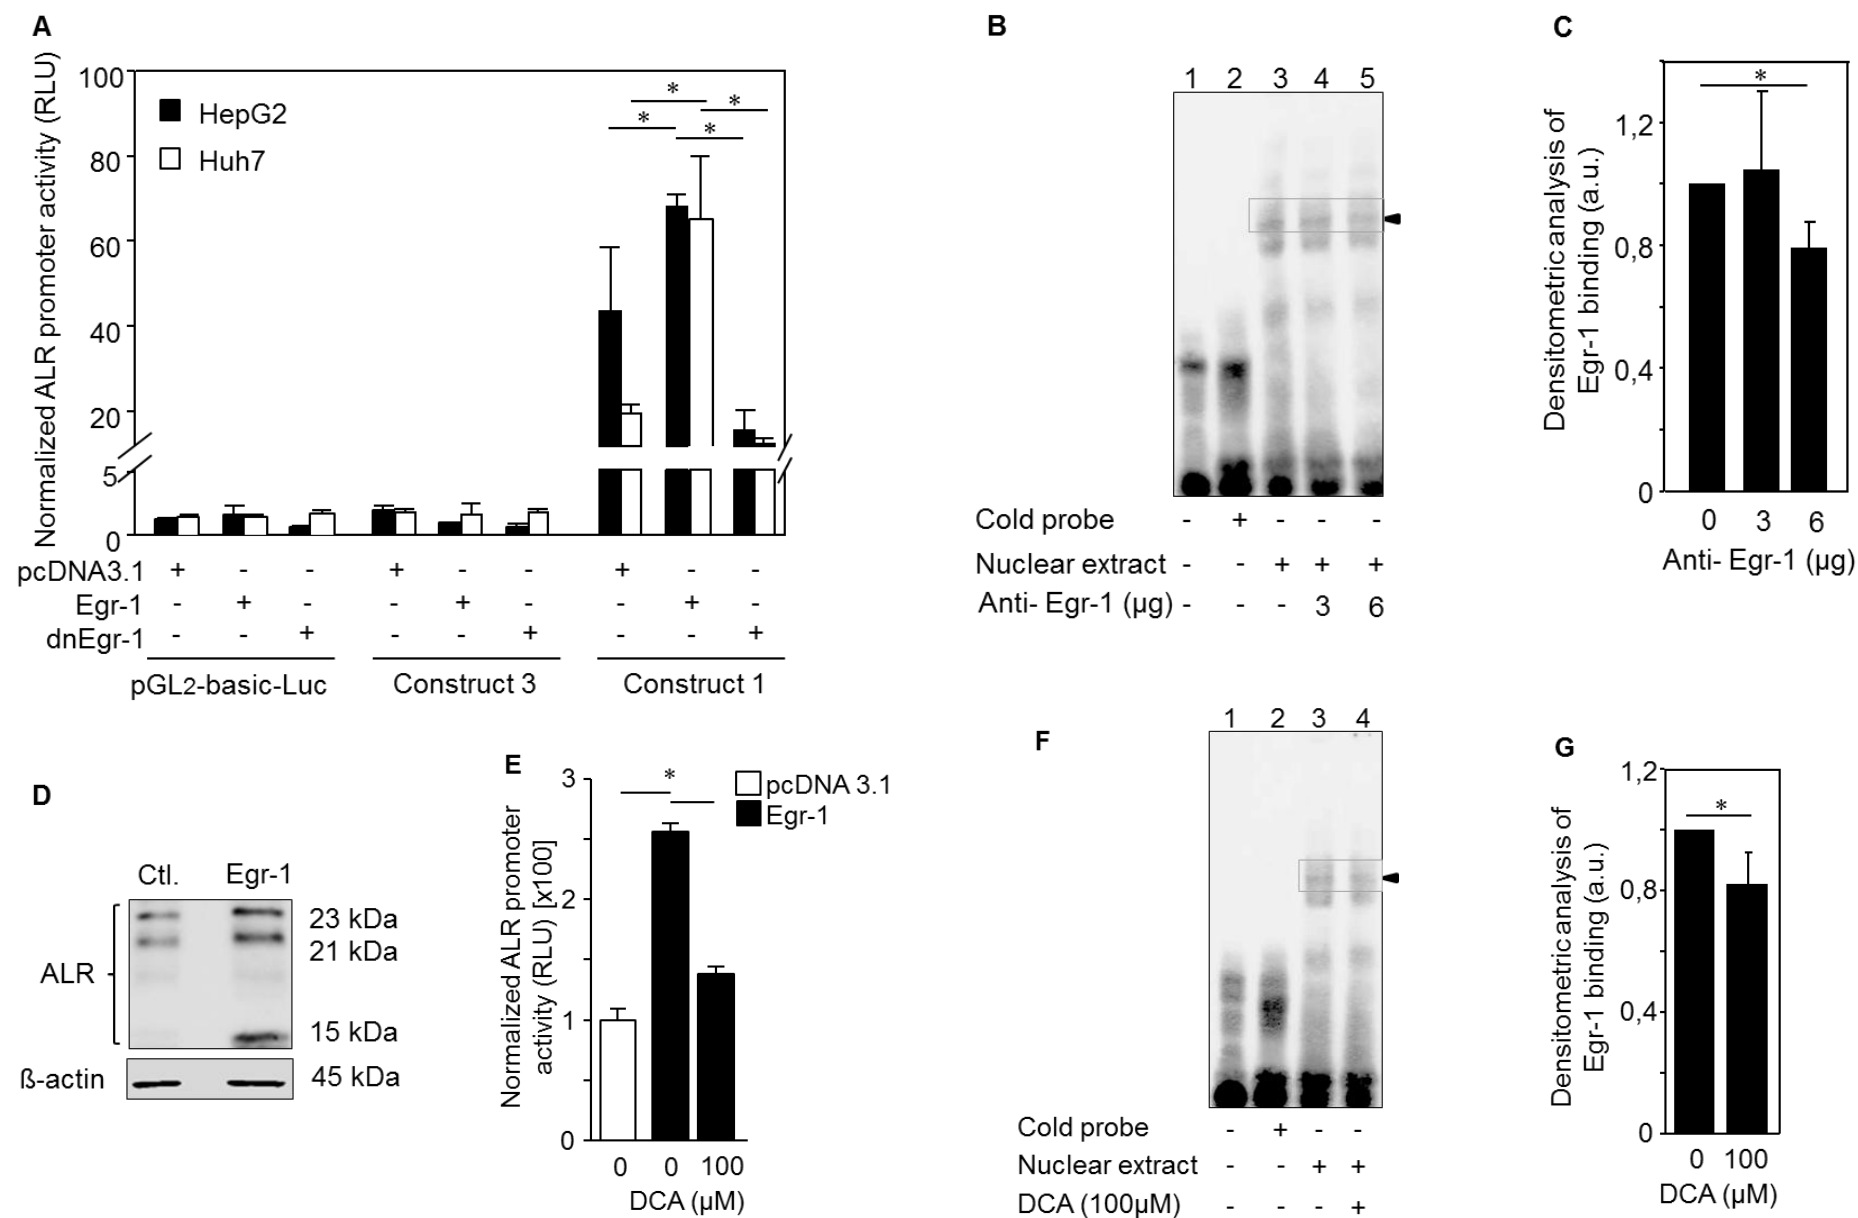 A
Normalized ALR promoter activity (RLU)
100
80
60
40
20
5
0
HepG2
Huh7
* *
* *
pcDNA3.1 + - - + - - + - -
Egr-1 - + - - + - - + -
dnEgr-1 - - + - - + - - +
pGL2-basic-Luc Construct 3 Construct 1
B
1 2 3 4 5
Cold probe - + - - -
Nuclear extract - - + + +
Anti- Egr-1 (µg) - - - 3 6
C
Densitometric analysis of
Egr-1 binding (a.u.)
1,2
0,8
0,4
0
*
0 3 6
Anti- Egr-1 (µg)
D
Ctl. Egr-1
ALR
23 kDa
21 kDa
15 kDa
ß-actin 45 kDa
E
Normalized ALR promoter
activity (RLU) [x100]
3
2
1
0
*
pcDNA 3.1
Egr-1
0 0 100
DCA (µM)
F
1 2 3 4
Cold probe - + - -
Nuclear extract - - + +
DCA (100µM) - - - +
G
Densitometric analysis of
Egr-1 binding (a.u.)
1,2
0,8
0,4
0
*
0 100
DCA (µM)